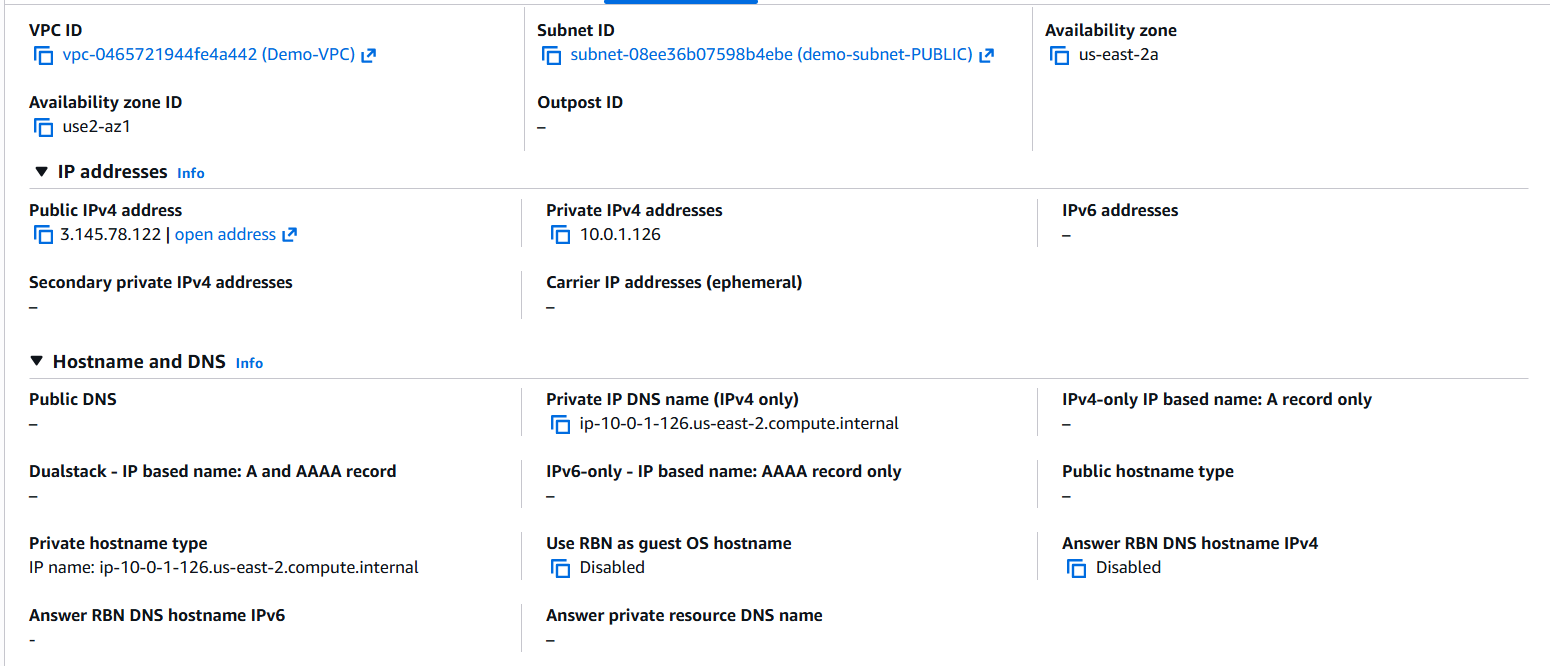 VPC ID
vpc-0465721944fe4a442 (Demo-VPC)
Subnet ID
subnet-08ee36b07598b4ebe (demo-subnet-PUBLIC)
Availability zone
us-east-2a
Availability zone ID
use2-az1
Outpost ID
–
IP addresses Info
Public IPv4 address
3.145.78.122 | open address
Private IPv4 addresses
10.0.1.126
IPv6 addresses
–
Secondary private IPv4 addresses
–
Carrier IP addresses (ephemeral)
–
Hostname and DNS Info
Public DNS
–
Private IP DNS name (IPv4 only)
ip-10-0-1-126.us-east-2.compute.internal
IPv4-only IP based name: A record only
–
Dualstack - IP based name: A and AAAA record
–
IPv6-only - IP based name: AAAA record only
–
Public hostname type
–
Private hostname type
IP name: ip-10-0-1-126.us-east-2.compute.internal
Use RBN as guest OS hostname
Disabled
Answer RBN DNS hostname IPv4
Disabled
Answer RBN DNS hostname IPv6
-
Answer private resource DNS name
–